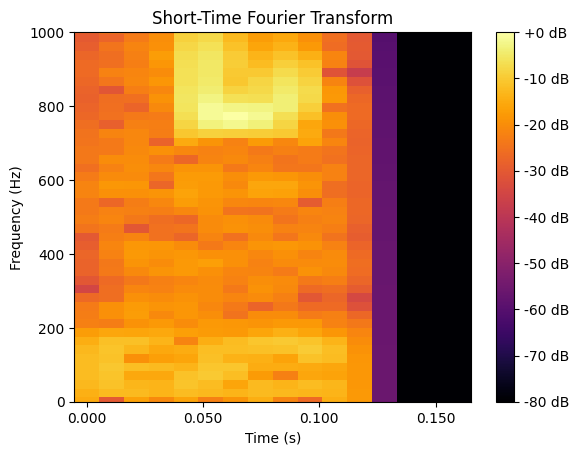 Short-Time Fourier Transform
1000
800
600
400
200
0
Frequency (Hz)
0.000
0.050
0.100
0.150
Time (s)
+0 dB
-10 dB
-20 dB
-30 dB
-40 dB
-50 dB
-60 dB
-70 dB
-80 dB